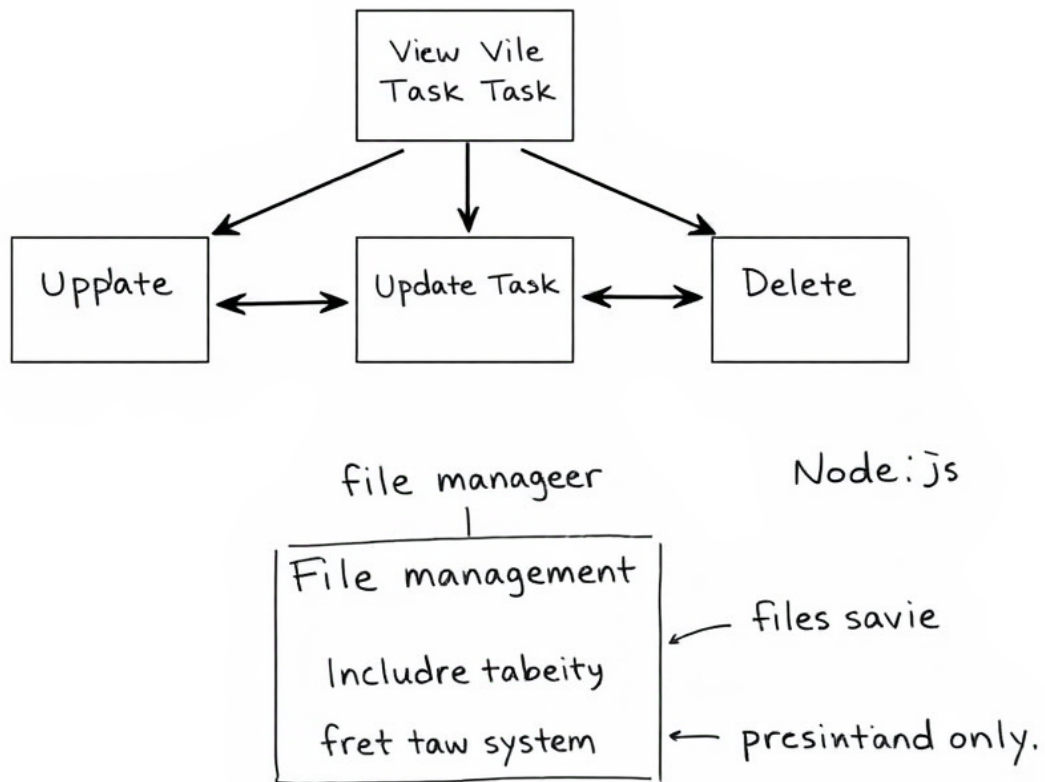 View Vile
Task Task
Uppate
Update Task
Delete
file manageer
Node:js
File management
files savie
Includre tabeity
fret taw system
presintand only.